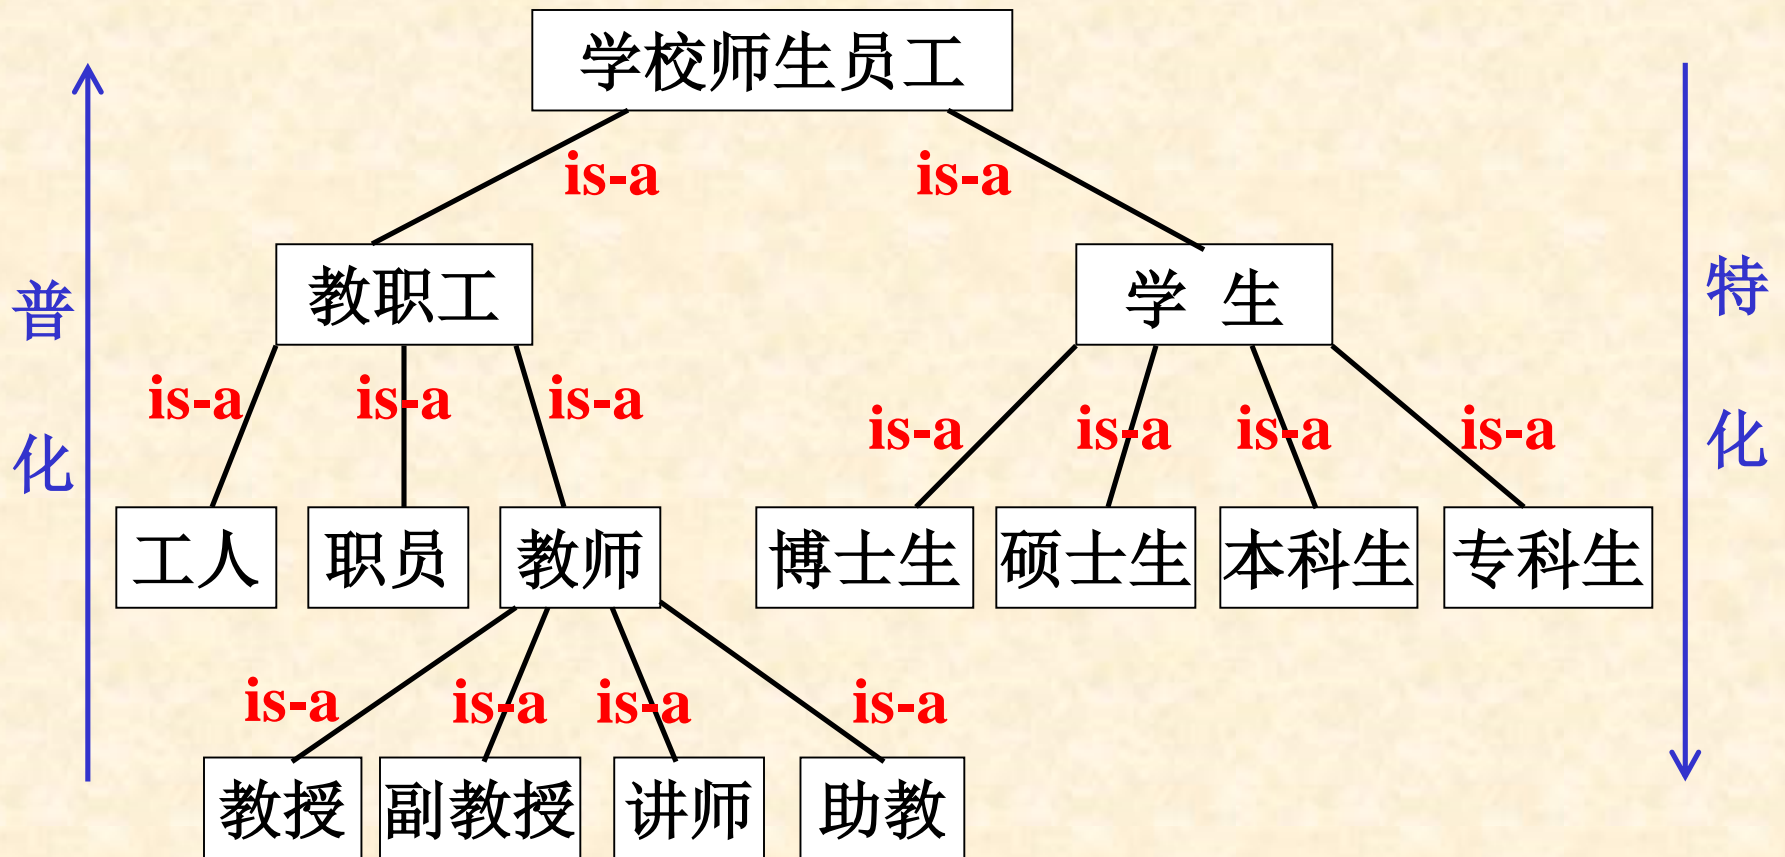 学校师生员工
is-a is-a
教职工 学 生
普化
特化
is-a is-a is-a is-a is-a is-a is-a
工人 职员 教师 博士生 硕士生 本科生 专科生
is-a is-a is-a is-a
教授 副教授 讲师 助教